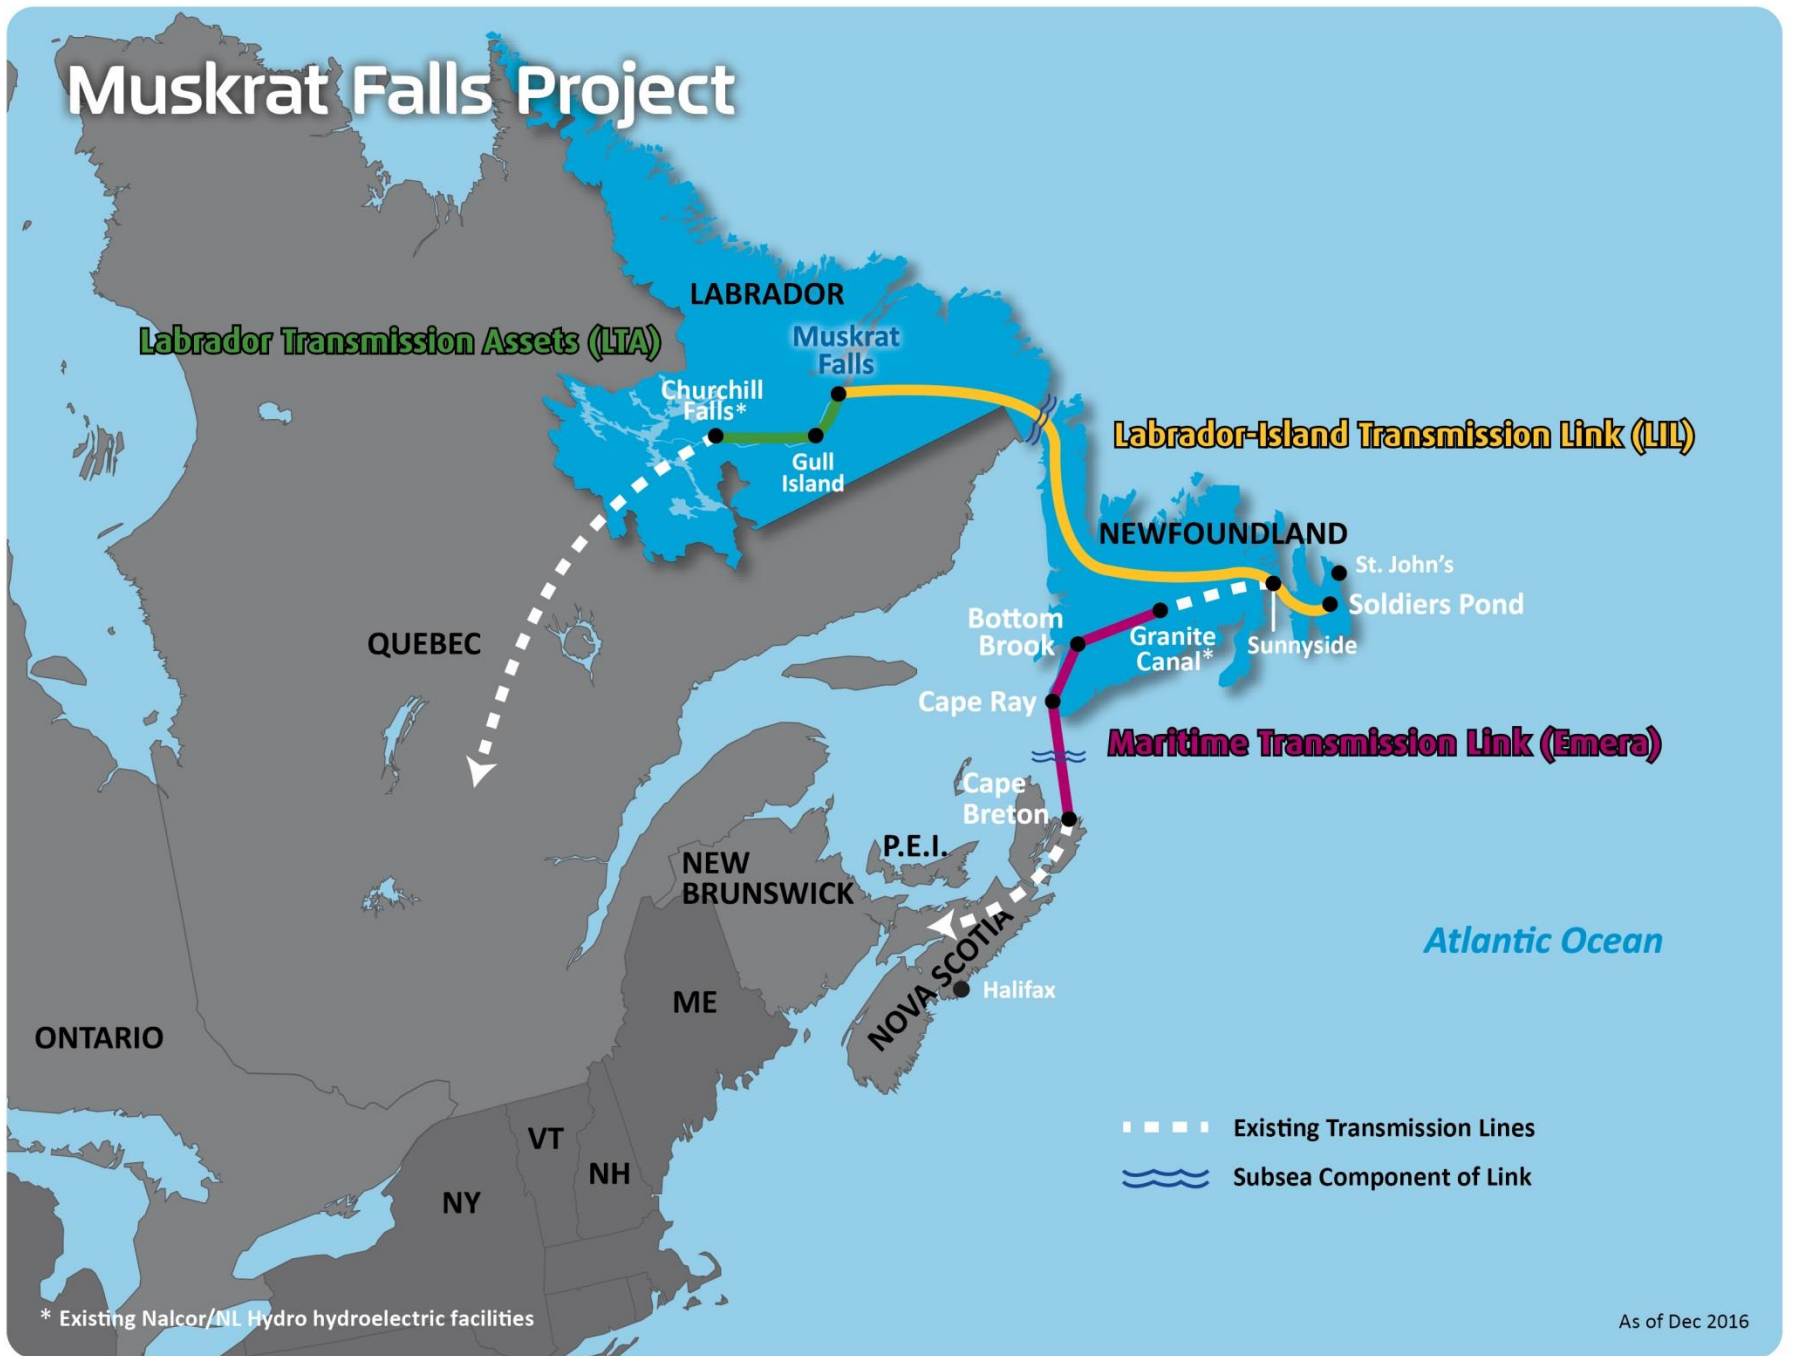 Muskrat Falls Project
LABRADOR
Labrador Transmission Assets (LTA)
Muskrat
Falls
Churchill
Falls*
Gull
Island
Labrador-Island Transmission Link (LIL)
NEWFOUNDLAND
St. John's
Soldiers Pond
Bottom
Brook
Granite
Canal*
Sunnyside
QUEBEC
Cape Ray
Maritime Transmission Link (Emera)
Cape
Breton
P.E.I.
NEW
BRUNSWICK
Atlantic Ocean
NOVA SCOTIA
Halifax
ME
ONTARIO
VT
NH
NY
Existing Transmission Lines
Subsea Component of Link
* Existing Nalcor/NL Hydro hydroelectric facilities
As of Dec 2016